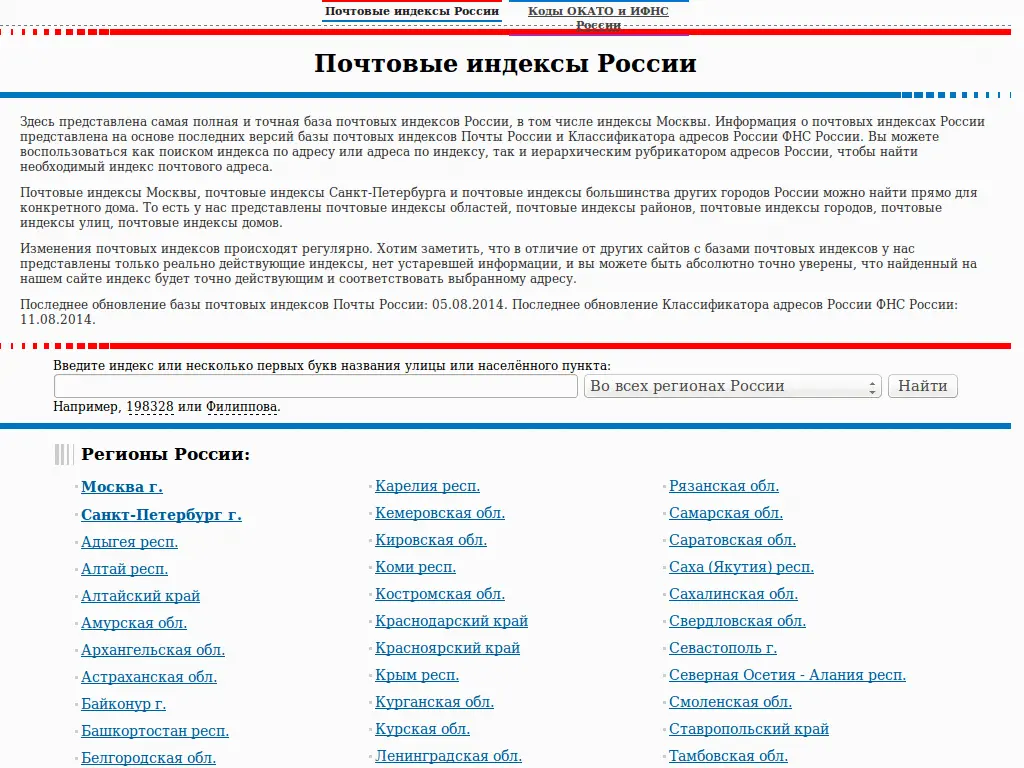 Почтовые индексы России
Коды ОКАТО и ИФНС
России
Почтовые индексы России
Здесь представлена самая полная и точная база почтовых индексов России, в том числе индексы Москвы. Информация о почтовых индексах России
представлена на основе последних версий базы почтовых индексов Почты России и Классификатора адресов России ФНС России. Вы можете
воспользоваться как поиском индекса по адресу или адреса по индексу, так и иерархическим рубрикатором адресов России, чтобы найти
необходимый индекс почтового адреса.
Почтовые индексы Москвы, почтовые индексы Санкт-Петербурга и почтовые индексы большинства других городов России можно найти прямо для
конкретного дома. То есть у нас представлены почтовые индексы областей, почтовые индексы районов, почтовые индексы городов, почтовые
индексы улиц, почтовые индексы домов.
Изменения почтовых индексов происходят регулярно. Хотим заметить, что в отличие от других сайтов с базами почтовых индексов у нас
представлены только реально действующие индексы, нет устаревшей информации, и вы можете быть абсолютно точно уверены, что найденный на
нашем сайте индекс будет точно действующим и соответствовать выбранному адресу.
Последнее обновление базы почтовых индексов Почты России: 05.08.2014. Последнее обновление Классификатора адресов России ФНС России:
11.08.2014.
Введите индекс или несколько первых букв названия улицы или населённого пункта:
Во всех регионах России
Найти
Например, 198328 или Филиппова.
Регионы России:
Москва г.
Санкт-Петербург г.
Адыгея респ.
Алтай респ.
Алтайский край
Амурская обл.
Архангельская обл.
Астраханская обл.
Байконур г.
Башкортостан респ.
Белгородская обл.
Карелия респ.
Кемеровская обл.
Кировская обл.
Коми респ.
Костромская обл.
Краснодарский край
Красноярский край
Крым респ.
Курганская обл.
Курская обл.
Ленинградская обл.
Рязанская обл.
Самарская обл.
Саратовская обл.
Саха (Якутия) респ.
Сахалинская обл.
Свердловская обл.
Севастополь г.
Северная Осетия - Алания респ.
Смоленская обл.
Ставропольский край
Тамбовская обл.